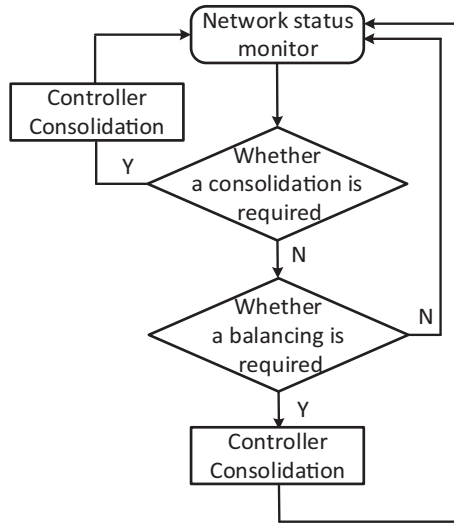 Network status
monitor
Controller
Consolidation
Y
Whether
a consolidation is
required
N
Whether
a balancing is
required
N
Y
Controller
Consolidation